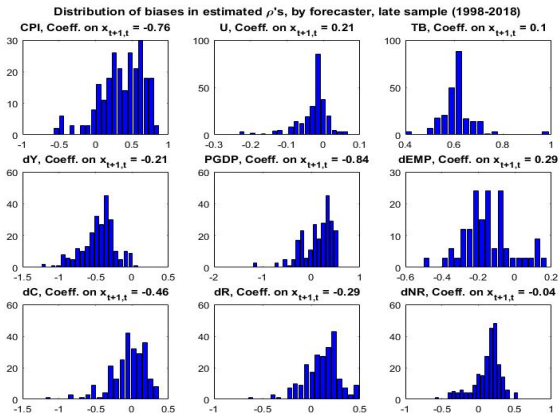 Distribution of biases in estimated ρ's, by forecaster, late sample (1998-2018)
CPI, Coeff. on x_{t+1,t} = -0.76
U, Coeff. on x_{t+1,t} = 0.21
TB, Coeff. on x_{t+1,t} = 0.1
30
20
10
0
-1 -0.5 0 0.5 1
100
50
0
-0.3 -0.2 -0.1 0 0.1
100
50
0
0.4 0.6 0.8 1
dY, Coeff. on x_{t+1,t} = -0.21
PGDP, Coeff. on x_{t+1,t} = -0.84
dEMP, Coeff. on x_{t+1,t} = 0.29
60
40
20
0
-1.5 -1 -0.5 0 0.5
60
40
20
0
-2 -1 0 1
30
20
10
0
-0.6 -0.4 -0.2 0 0.2
dC, Coeff. on x_{t+1,t} = -0.46
dR, Coeff. on x_{t+1,t} = -0.29
dNR, Coeff. on x_{t+1,t} = -0.04
60
40
20
0
-1.5 -1 -0.5 0 0.5
60
40
20
0
-1 -0.5 0 0.5
60
40
20
0
-1 -0.5 0 0.5 1